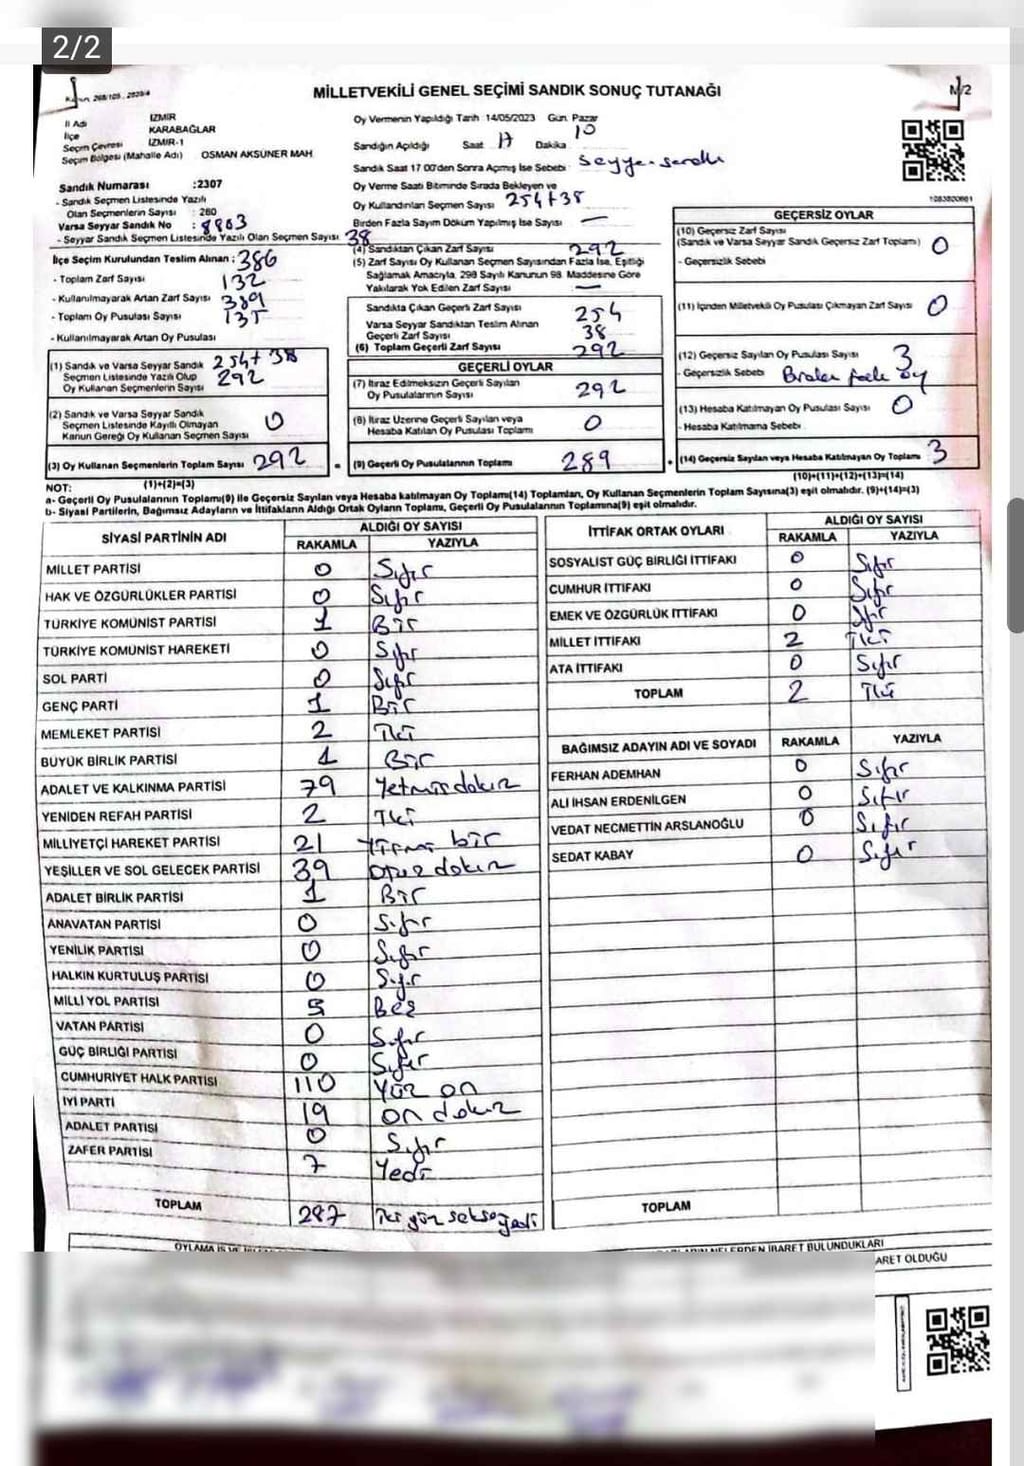 2/2
MİLLETVEKİLİ GENEL SEÇİMİ SANDIK SONUÇ TUTANAĞI
İl Adı İZMİR
İlçe KARABAĞLAR
Seçim Çevresi İZMİR-1
Seçim Bölgesi (Mahalle Adı) OSMAN AKSÜNER MAH
Sandık Numarası :2307
- Sandık Seçmen Listesinde Yazılı
Olan Seçmenlerin Sayısı : 260
Varsa Seyyar Sandık No : 8803
- Seyyar Sandık Seçmen Listesinde Yazılı Olan Seçmen Sayısı 38
İlçe Seçim Kurulundan Teslim Alınan : 386
- Toplam Zarf Sayısı 132
- Kullanılmayarak Artan Zarf Sayısı 389
- Toplam Oy Pusulası Sayısı 135
- Kullanılmayarak Artan Oy Pusulası
(1) Sandık ve Varsa Seyyar Sandık 254+38
Seçmen Listesinde Yazılı Olup 292
Oy Kullanan Seçmenlerin Sayısı
(2) Sandık ve Varsa Seyyar Sandık
Seçmen Listesinde Kayıtlı Olmayan 0
Kanun Gereği Oy Kullanan Seçmen Sayısı
(3) Oy Kullanan Seçmenlerin Toplam Sayısı 292
(1)+(2)=(3)
Oy Vermenin Yapıldığı Tarih 14/05/2023 Gün Pazar
Sandığın Açıldığı Saat 17 Dakika 10
Sandık Saat 17 00'den Sonra Açılmış İse Sebebi
Oy Verme Saati Bitiminde Sırada Bekleyen ve
Oy Kullandırılan Seçmen Sayısı 254+38
Birden Fazla Sayım Döküm Yapılmış İse Sayısı —
(4) Sandıktan Çıkan Zarf Sayısı 292
(5) Zarf Sayısı Oy Kullanan Seçmen Sayısından Fazla İse, Eşitliği
Sağlamak Amacıyla, 298 Sayılı Kanunun 98. Maddesine Göre
Yakılarak Yok Edilen Zarf Sayısı —
Sandıkta Çıkan Geçerli Zarf Sayısı 254
Varsa Seyyar Sandıktan Teslim Alınan
Geçerli Zarf Sayısı 38
(6) Toplam Geçerli Zarf Sayısı 292
GEÇERLİ OYLAR
(7) İtiraz Edilmeksizin Geçerli Sayılan 292
Oy Pusulalarının Sayısı
(8) İtiraz Üzerine Geçerli Sayılan veya 0
Hesaba Katılan Oy Pusulası Toplamı
(9) Geçerli Oy Pusulalarının Toplamı 289
1083800661
GEÇERSİZ OYLAR
(10) Geçersiz Zarf Sayısı
(Sandık ve Varsa Seyyar Sandık Geçersiz Zarf Toplamı) 0
- Geçersizlik Sebebi
(11) İçinden Milletvekili Oy Pusulası Çıkmayan Zarf Sayısı 0
(12) Geçersiz Sayılan Oy Pusulası Sayısı 3
- Geçersizlik Sebebi
(13) Hesaba Katılmayan Oy Pusulası Sayısı 0
- Hesaba Katılmama Sebebi
(14) Geçersiz Sayılan veya Hesaba Katılmayan Oy Toplamı 3
(10)+(11)+(12)+(13)=(14)
NOT:
a- Geçerli Oy Pusulalarının Toplamı(9) ile Geçersiz Sayılan veya Hesaba katılmayan Oy Toplamı(14) Toplamları, Oy Kullanan Seçmenlerin Toplam Sayısına(3) eşit olmalıdır. (9)+(14)=(3)
b- Siyasi Partilerin, Bağımsız Adayların ve İttifakların Aldığı Ortak Oyların Toplamı, Geçerli Oy Pusulalarının Toplamına(9) eşit olmalıdır.
SİYASİ PARTİNİN ADI ALDIĞI OY SAYISI
RAKAMLA YAZIYLA
MİLLET PARTİSİ 0 Sıfır
HAK VE ÖZGÜRLÜKLER PARTİSİ 0 Sıfır
TÜRKİYE KOMÜNİST PARTİSİ 1 Bir
TÜRKİYE KOMÜNİST HAREKETİ 0 Sıfır
SOL PARTİ 0 Sıfır
GENÇ PARTİ 1 Bir
MEMLEKET PARTİSİ 2 İki
BÜYÜK BİRLİK PARTİSİ 1 Bir
ADALET VE KALKINMA PARTİSİ 79 Yetmişdokuz
YENİDEN REFAH PARTİSİ 2 İki
MİLLİYETÇİ HAREKET PARTİSİ 21 Yirmi bir
YEŞİLLER VE SOL GELECEK PARTİSİ 39 Otuz dokuz
ADALET BİRLİK PARTİSİ 1 Bir
ANAVATAN PARTİSİ 0 Sıfır
YENİLİK PARTİSİ 0 Sıfır
HALKIN KURTULUŞ PARTİSİ 0 Sıfır
MİLLİ YOL PARTİSİ 5 Beş
VATAN PARTİSİ 0 Sıfır
GÜÇ BİRLİĞİ PARTİSİ 0 Sıfır
CUMHURİYET HALK PARTİSİ 110 Yüz on
İYİ PARTİ 19 on dokuz
ADALET PARTİSİ 0 Sıfır
ZAFER PARTİSİ 7 Yedi
TOPLAM 287 İki yüz seksenyedi
İTTİFAK ORTAK OYLARI ALDIĞI OY SAYISI
RAKAMLA YAZIYLA
SOSYALİST GÜÇ BİRLİĞİ İTTİFAKI 0 Sıfır
CUMHUR İTTİFAKI 0 Sıfır
EMEK VE ÖZGÜRLÜK İTTİFAKI 0 Sıfır
MİLLET İTTİFAKI 2 İki
ATA İTTİFAKI 0 Sıfır
TOPLAM 2 İki
BAĞIMSIZ ADAYIN ADI VE SOYADI RAKAMLA YAZIYLA
FERHAN ADEMHAN 0 Sıfır
ALİ İHSAN ERDENİLGEN 0 Sıfır
VEDAT NECMETTİN ARSLANOĞLU 0 Sıfır
SEDAT KABAY 0 Sıfır
TOPLAM
İBARET BULUNDUKLARI
ARET OLDUĞU